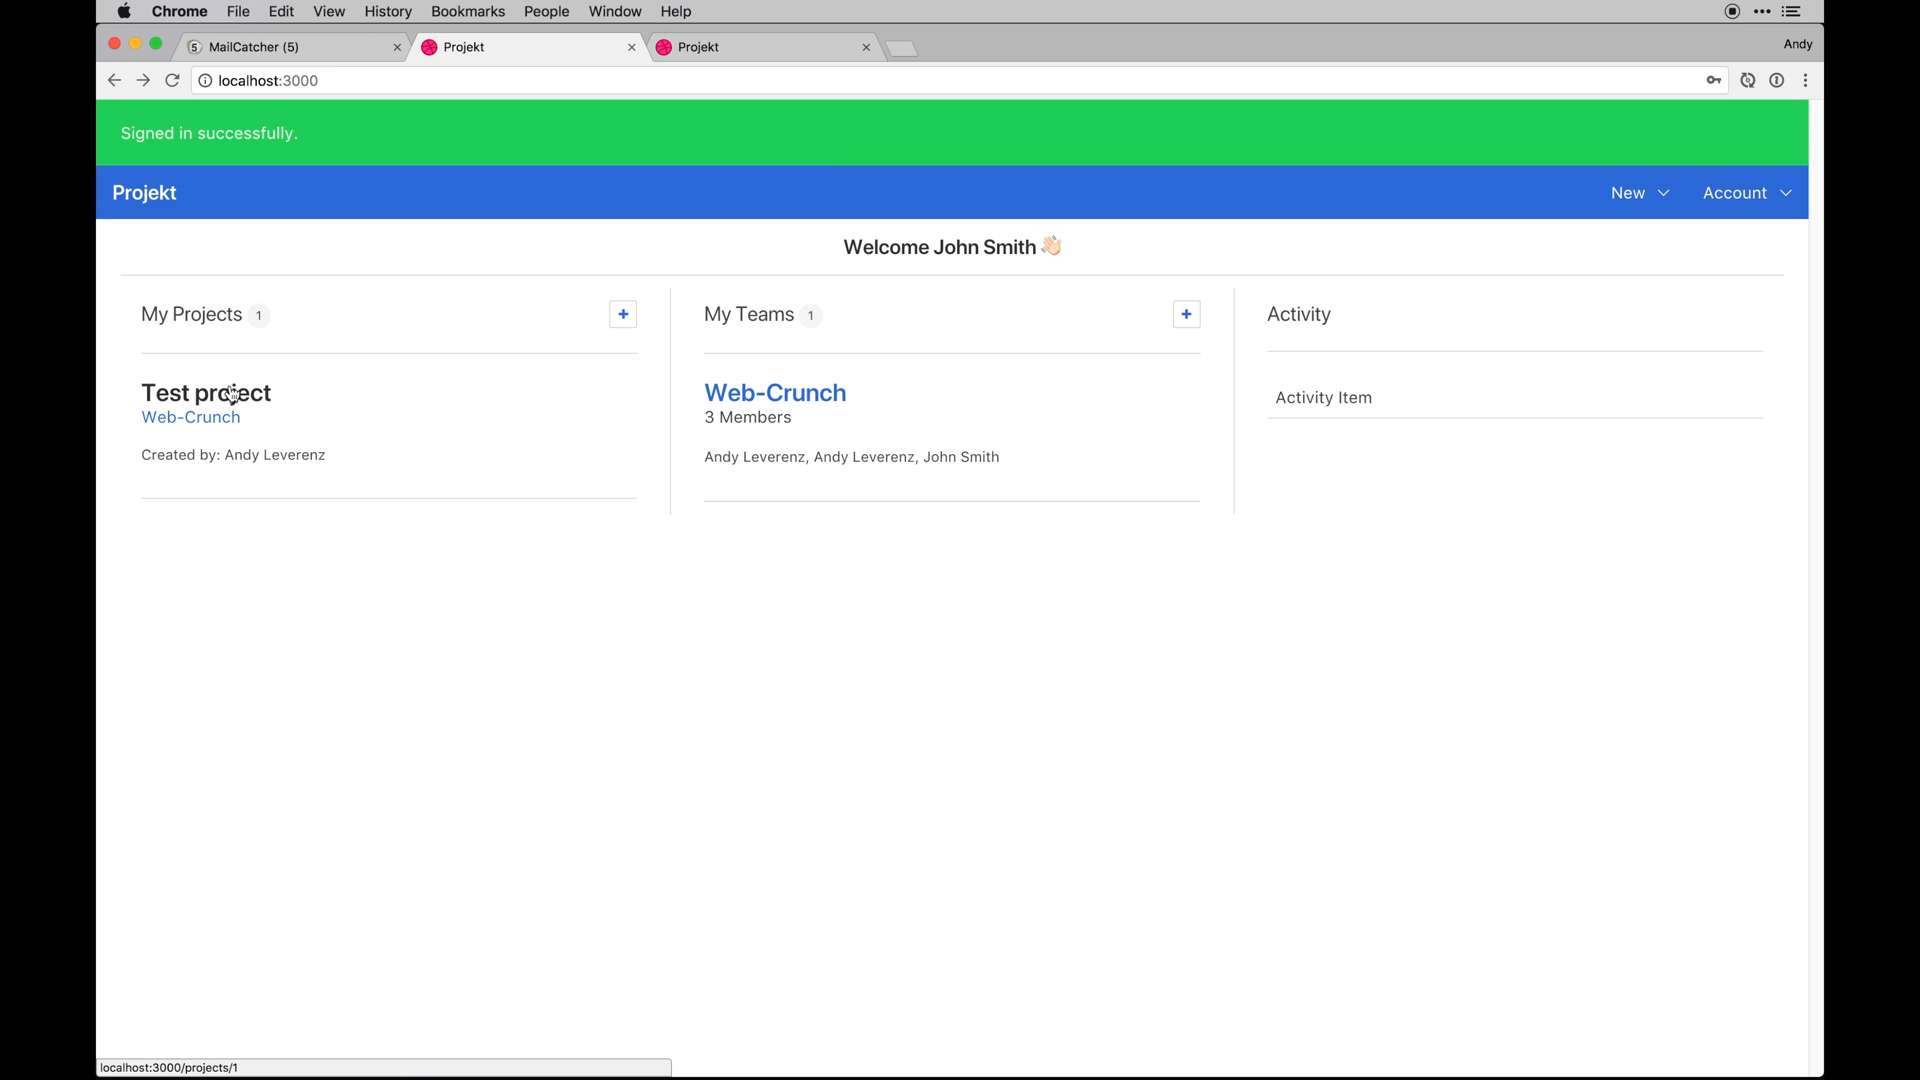 Chrome File Edit View History Bookmarks People Window Help
5 MailCatcher (5) Projekt Projekt Andy
localhost:3000
Signed in successfully.
Projekt New Account
Welcome John Smith 👋🏻
My Projects 1 + My Teams 1 + Activity
Test project Web-Crunch Activity Item
Web-Crunch 3 Members
Created by: Andy Leverenz Andy Leverenz, Andy Leverenz, John Smith
localhost:3000/projects/1